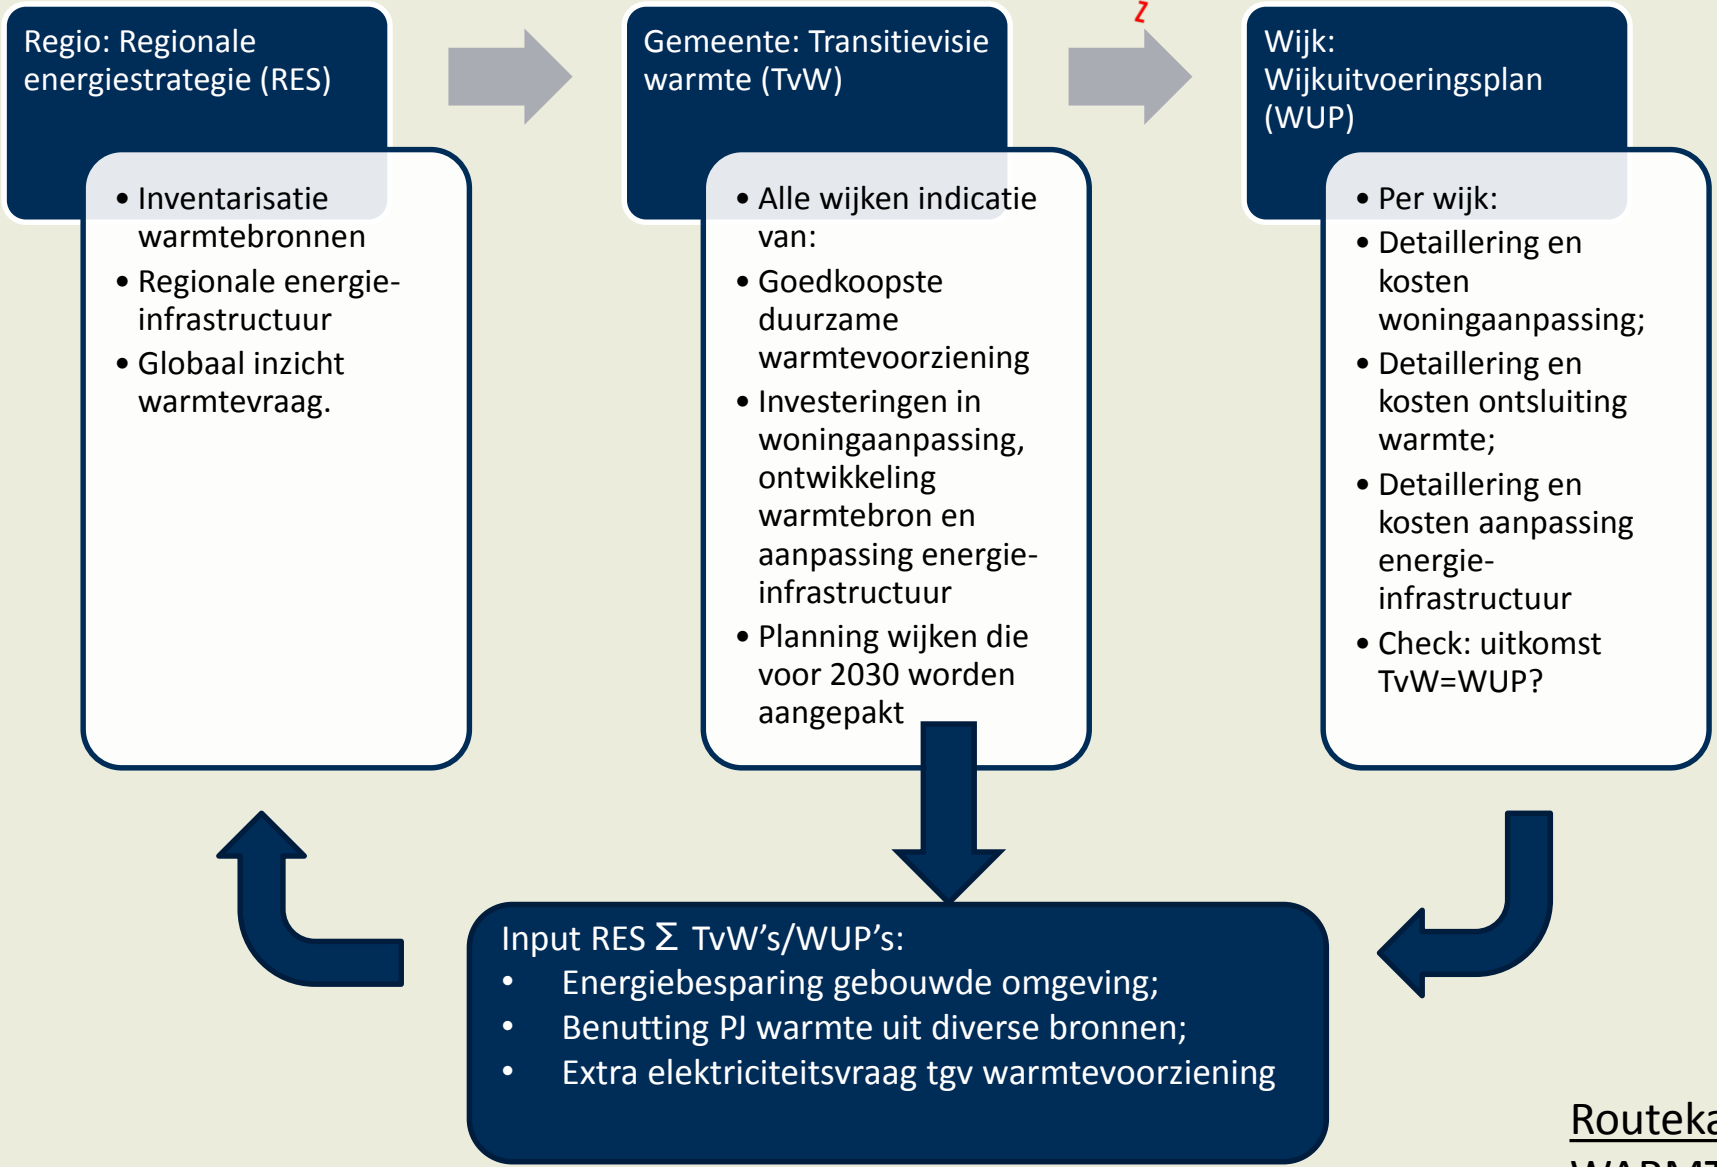 Regio: Regionale
energiestrategie (RES)
• Inventarisatie
warmtebronnen
• Regionale energie-
infrastructuur
• Globaal inzicht
warmtevraag.
Gemeente: Transitievisie
warmte (TvW)
• Alle wijken indicatie
van:
• Goedkoopste
duurzame
warmtevoorziening
• Investeringen in
woningaanpassing,
ontwikkeling
warmtebron en
aanpassing energie-
infrastructuur
• Planning wijken die
voor 2030 worden
aangepakt
z
Wijk:
Wijkuitvoeringsplan
(WUP)
• Per wijk:
• Detaillering en
kosten
woningaanpassing;
• Detaillering en
kosten ontsluiting
warmte;
• Detaillering en
kosten aanpassing
energie-
infrastructuur
• Check: uitkomst
TvW=WUP?
Input RES Σ TvW’s/WUP’s:
• Energiebesparing gebouwde omgeving;
• Benutting PJ warmte uit diverse bronnen;
• Extra elektriciteitsvraag tgv warmtevoorziening
Routeka